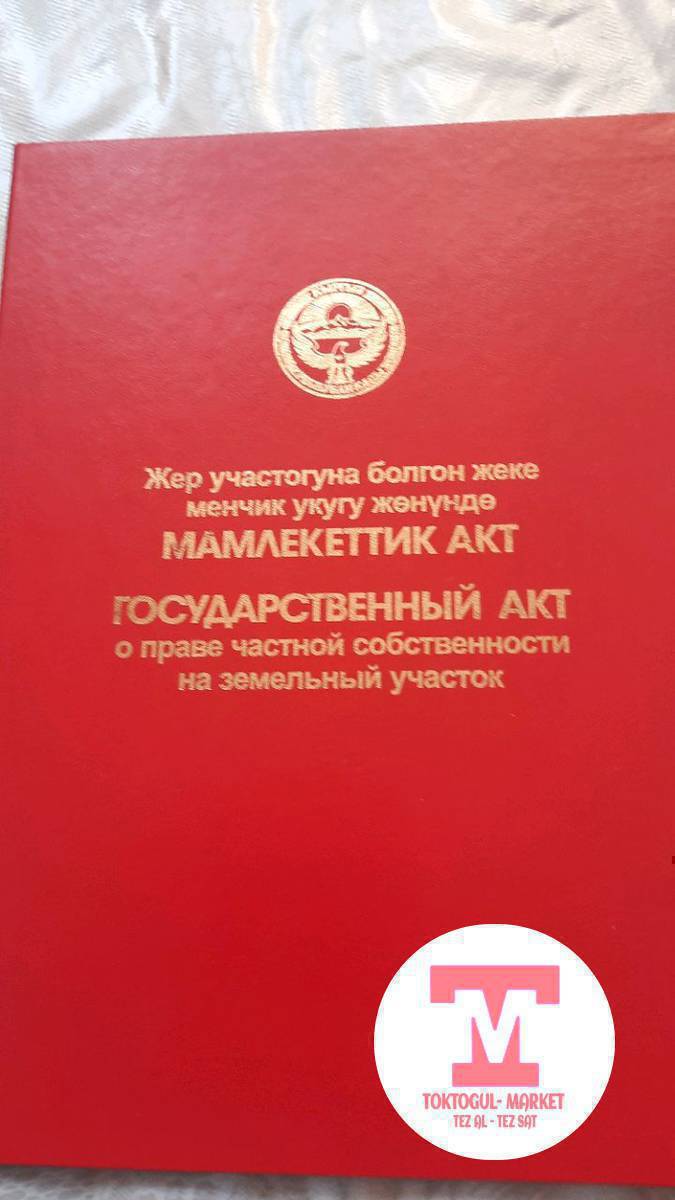 Жер участогуна болгон жеке
менчик укугу жөнүндө
МАМЛЕКЕТТИК АКТ
ГОСУДАРСТВЕННЫЙ АКТ
о праве частной собственности
на земельный участок
TM
TOKTOGUL- MARKET
TEZ AL - TEZ SAT